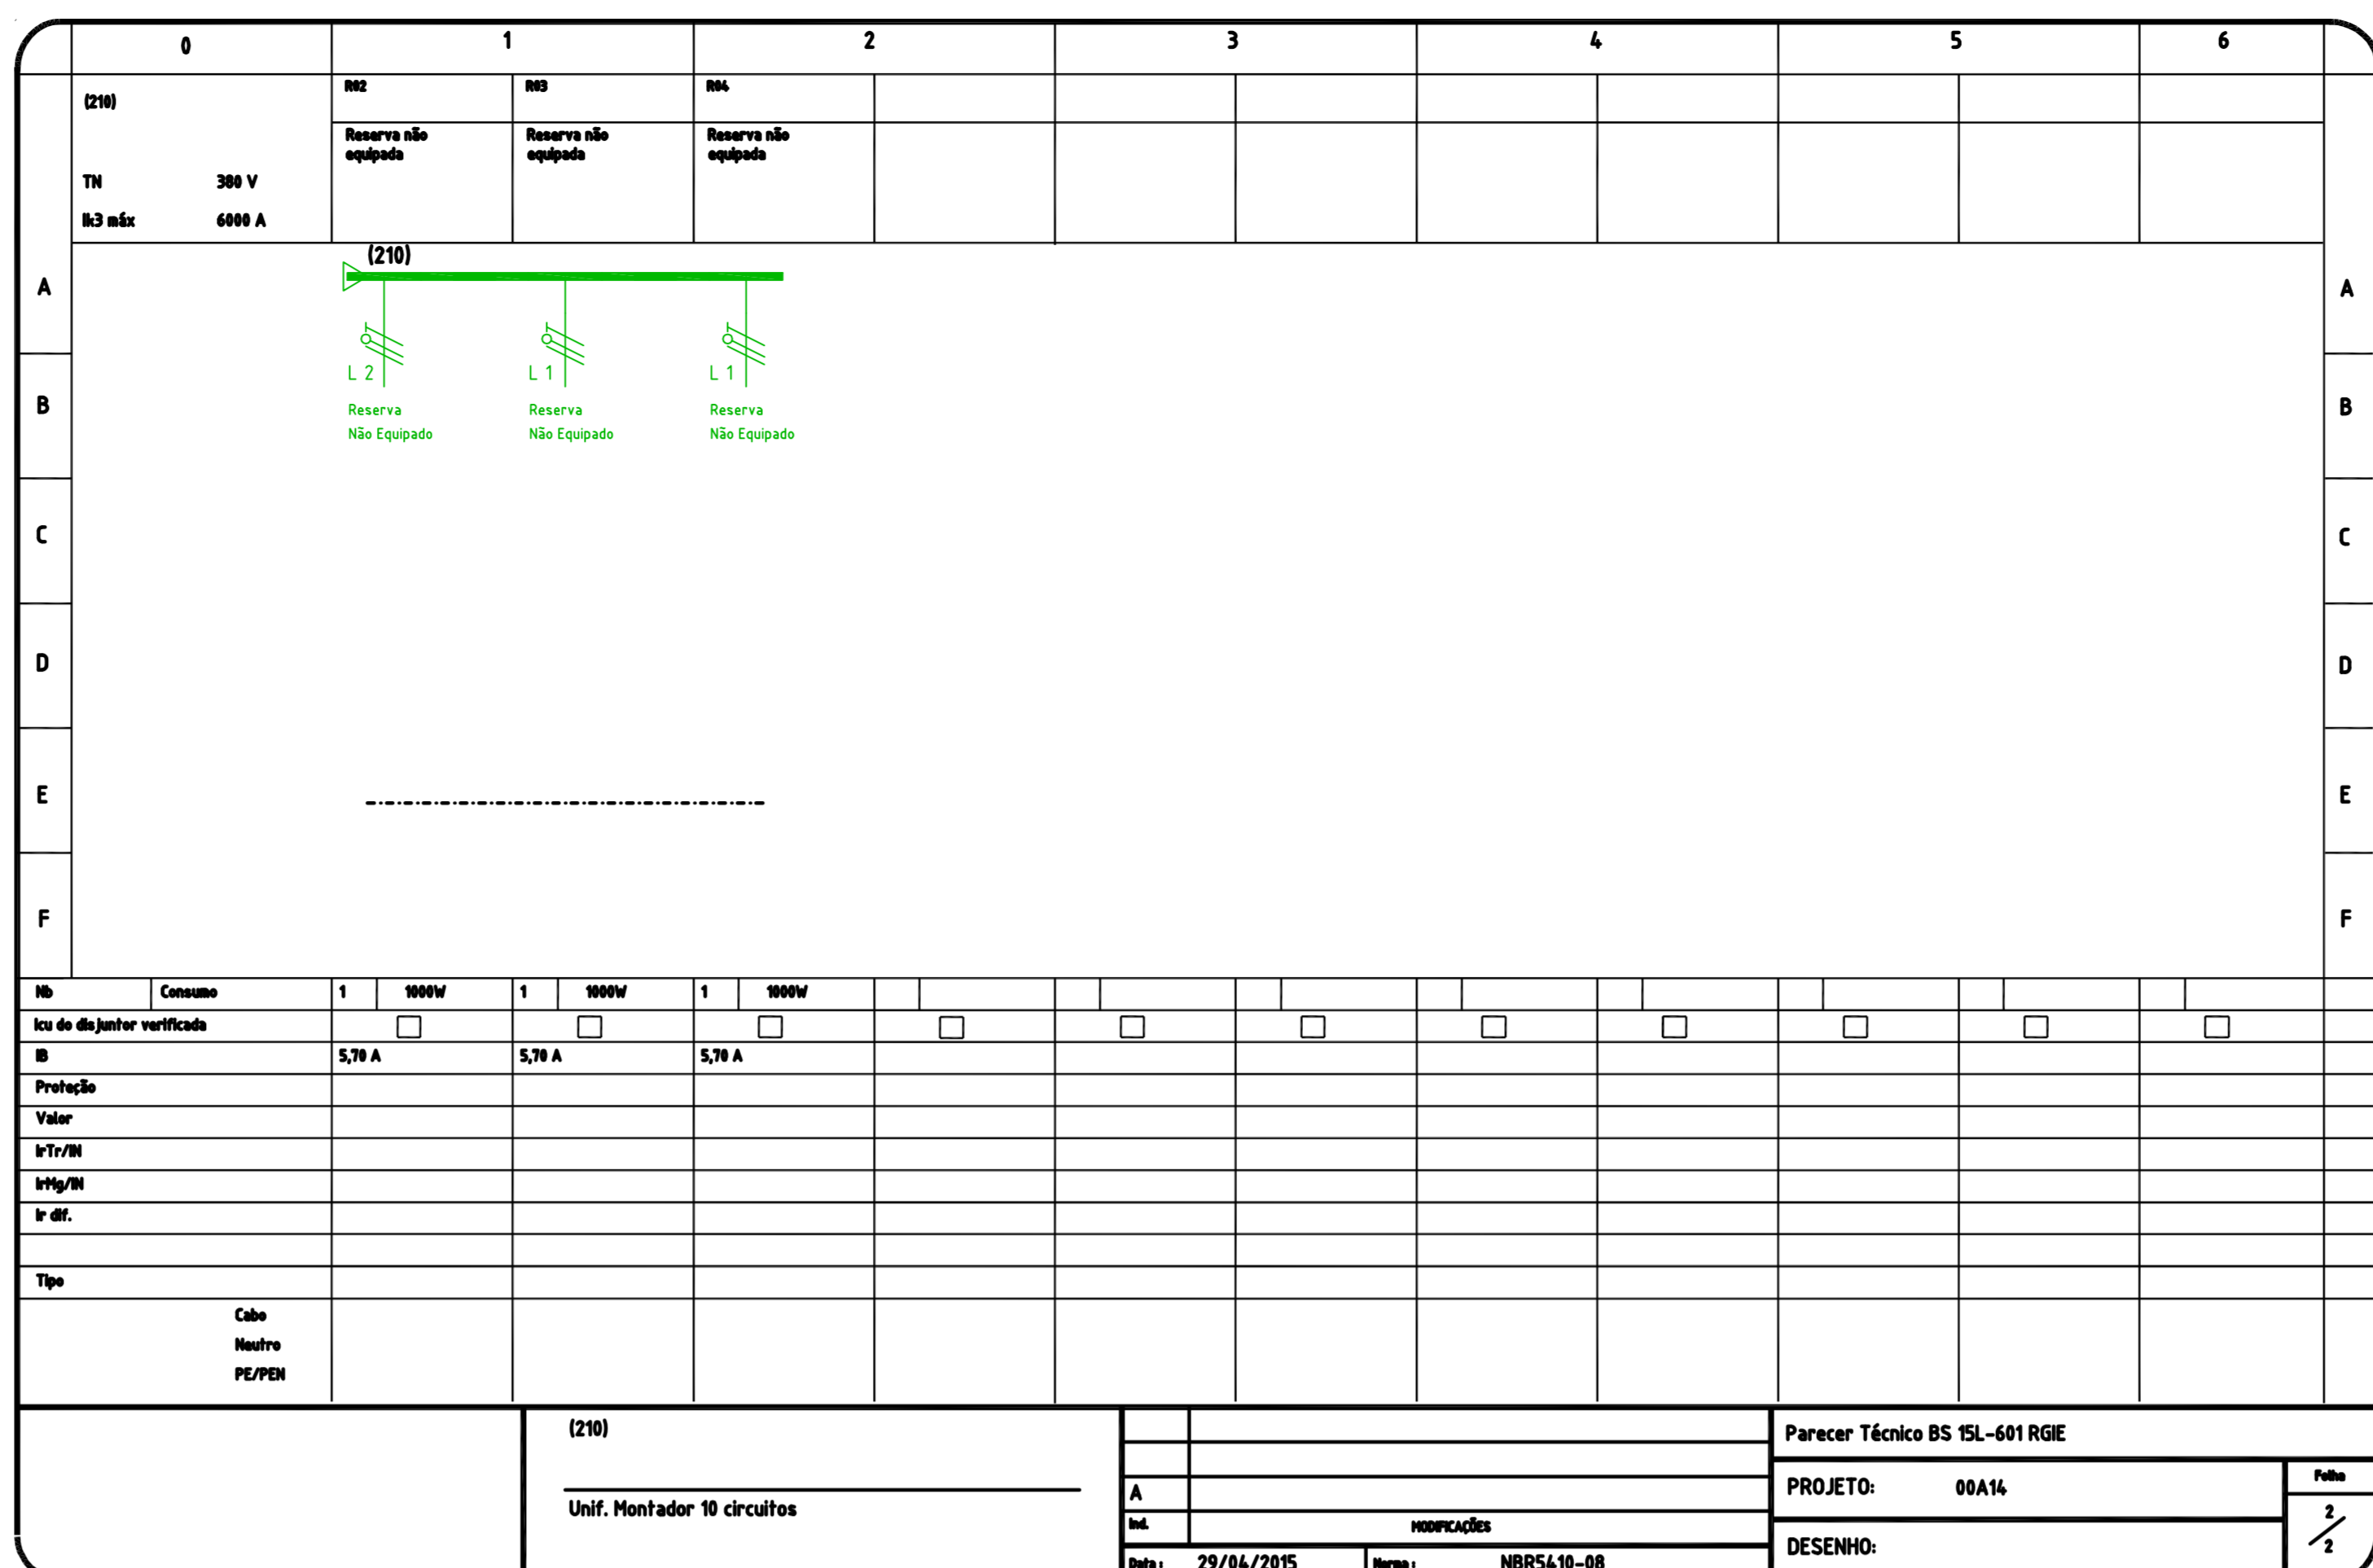 0 1 2 3 4 5 6
(210) R02 R03 R04
Reserva não equipada Reserva não equipada Reserva não equipada
TN 380 V
Ik3 máx 6000 A
(210)
A A
L 2 L 1 L 1
B B
Reserva Reserva Reserva
Não Equipado Não Equipado Não Equipado
C C
D D
E E
F F
Nb Consumo 1 1000W 1 1000W 1 1000W
Icu do disjuntor verificada
IB 5,70 A 5,70 A 5,70 A
Proteção
Valor
IrTr/IN
IrMg/IN
Ir dif.
Tipo
Cabo
Neutro
PE/PEN
(210)
Unif. Montador 10 circuitos
A
Ind. MODIFICAÇÕES
Data : 29/04/2015 Norma : NBR5410-08
Parecer Técnico BS 15L-601 RGIE
PROJETO: 00A14
DESENHO:
Folha
2
2